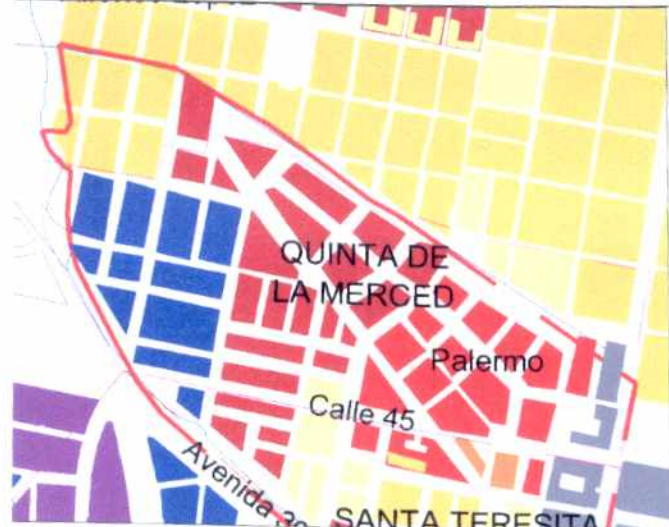 QUINTA DE
LA MERCED
Palermo
Calle 45
Avenida
SANTA TERESITA